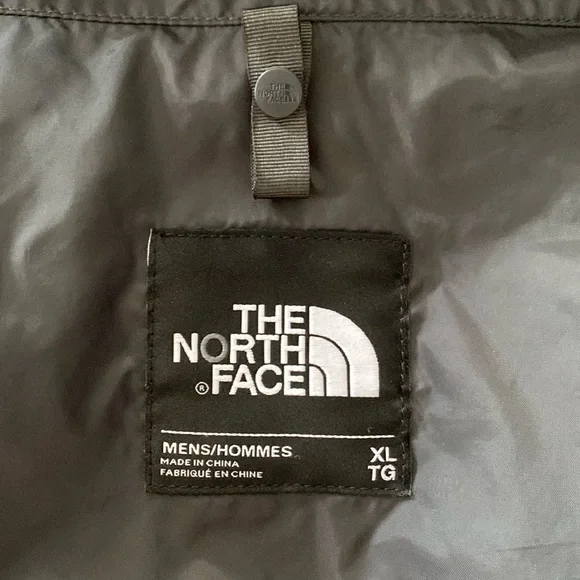 THE
NORTH
FACE
THE
NORTH
® FACE
MENS/HOMMES
MADE IN CHINA
FABRIQUÉ EN CHINE
XL
TG